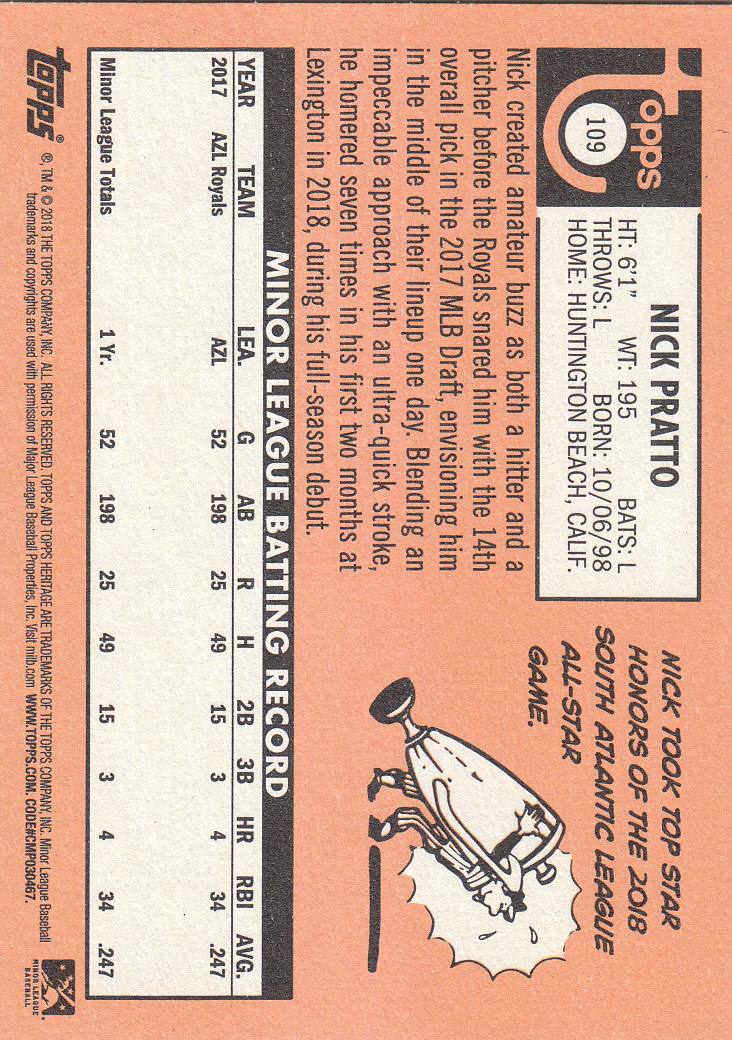 Topps
109
NICK PRATTO
HT: 6'1" WT: 195 BATS: L
THROWS: L BORN: 10/06/98
HOME: HUNTINGTON BEACH, CALIF.
Nick created amateur buzz as both a hitter and a
pitcher before the Royals snared him with the 14th
overall pick in the 2017 MLB Draft, envisioning him
in the middle of their lineup one day. Blending an
impeccable approach with an ultra-quick stroke,
he homered seven times in his first two months at
Lexington in 2018, during his full-season debut.
NICK TOOK TOP STAR
HONORS OF THE 2018
SOUTH ATLANTIC LEAGUE
ALL-STAR
GAME.
MINOR LEAGUE BATTING RECORD
YEAR TEAM LEA. G AB R H 2B 3B HR RBI AVG.
2017 AZL Royals AZL 52 198 25 49 15 3 4 34 .247
Minor League Totals 1 Yr. 52 198 25 49 15 3 4 34 .247
topps®
®, TM & © 2018 THE TOPPS COMPANY, INC. ALL RIGHTS RESERVED. TOPPS AND TOPPS HERITAGE ARE TRADEMARKS OF THE TOPPS COMPANY, INC. Minor League Baseball
trademarks and copyrights are used with permission of Major League Baseball Properties, Inc. Visit milb.com WWW.TOPPS.COM. CODE#CMP030467.
MINOR LEAGUE
BASEBALL